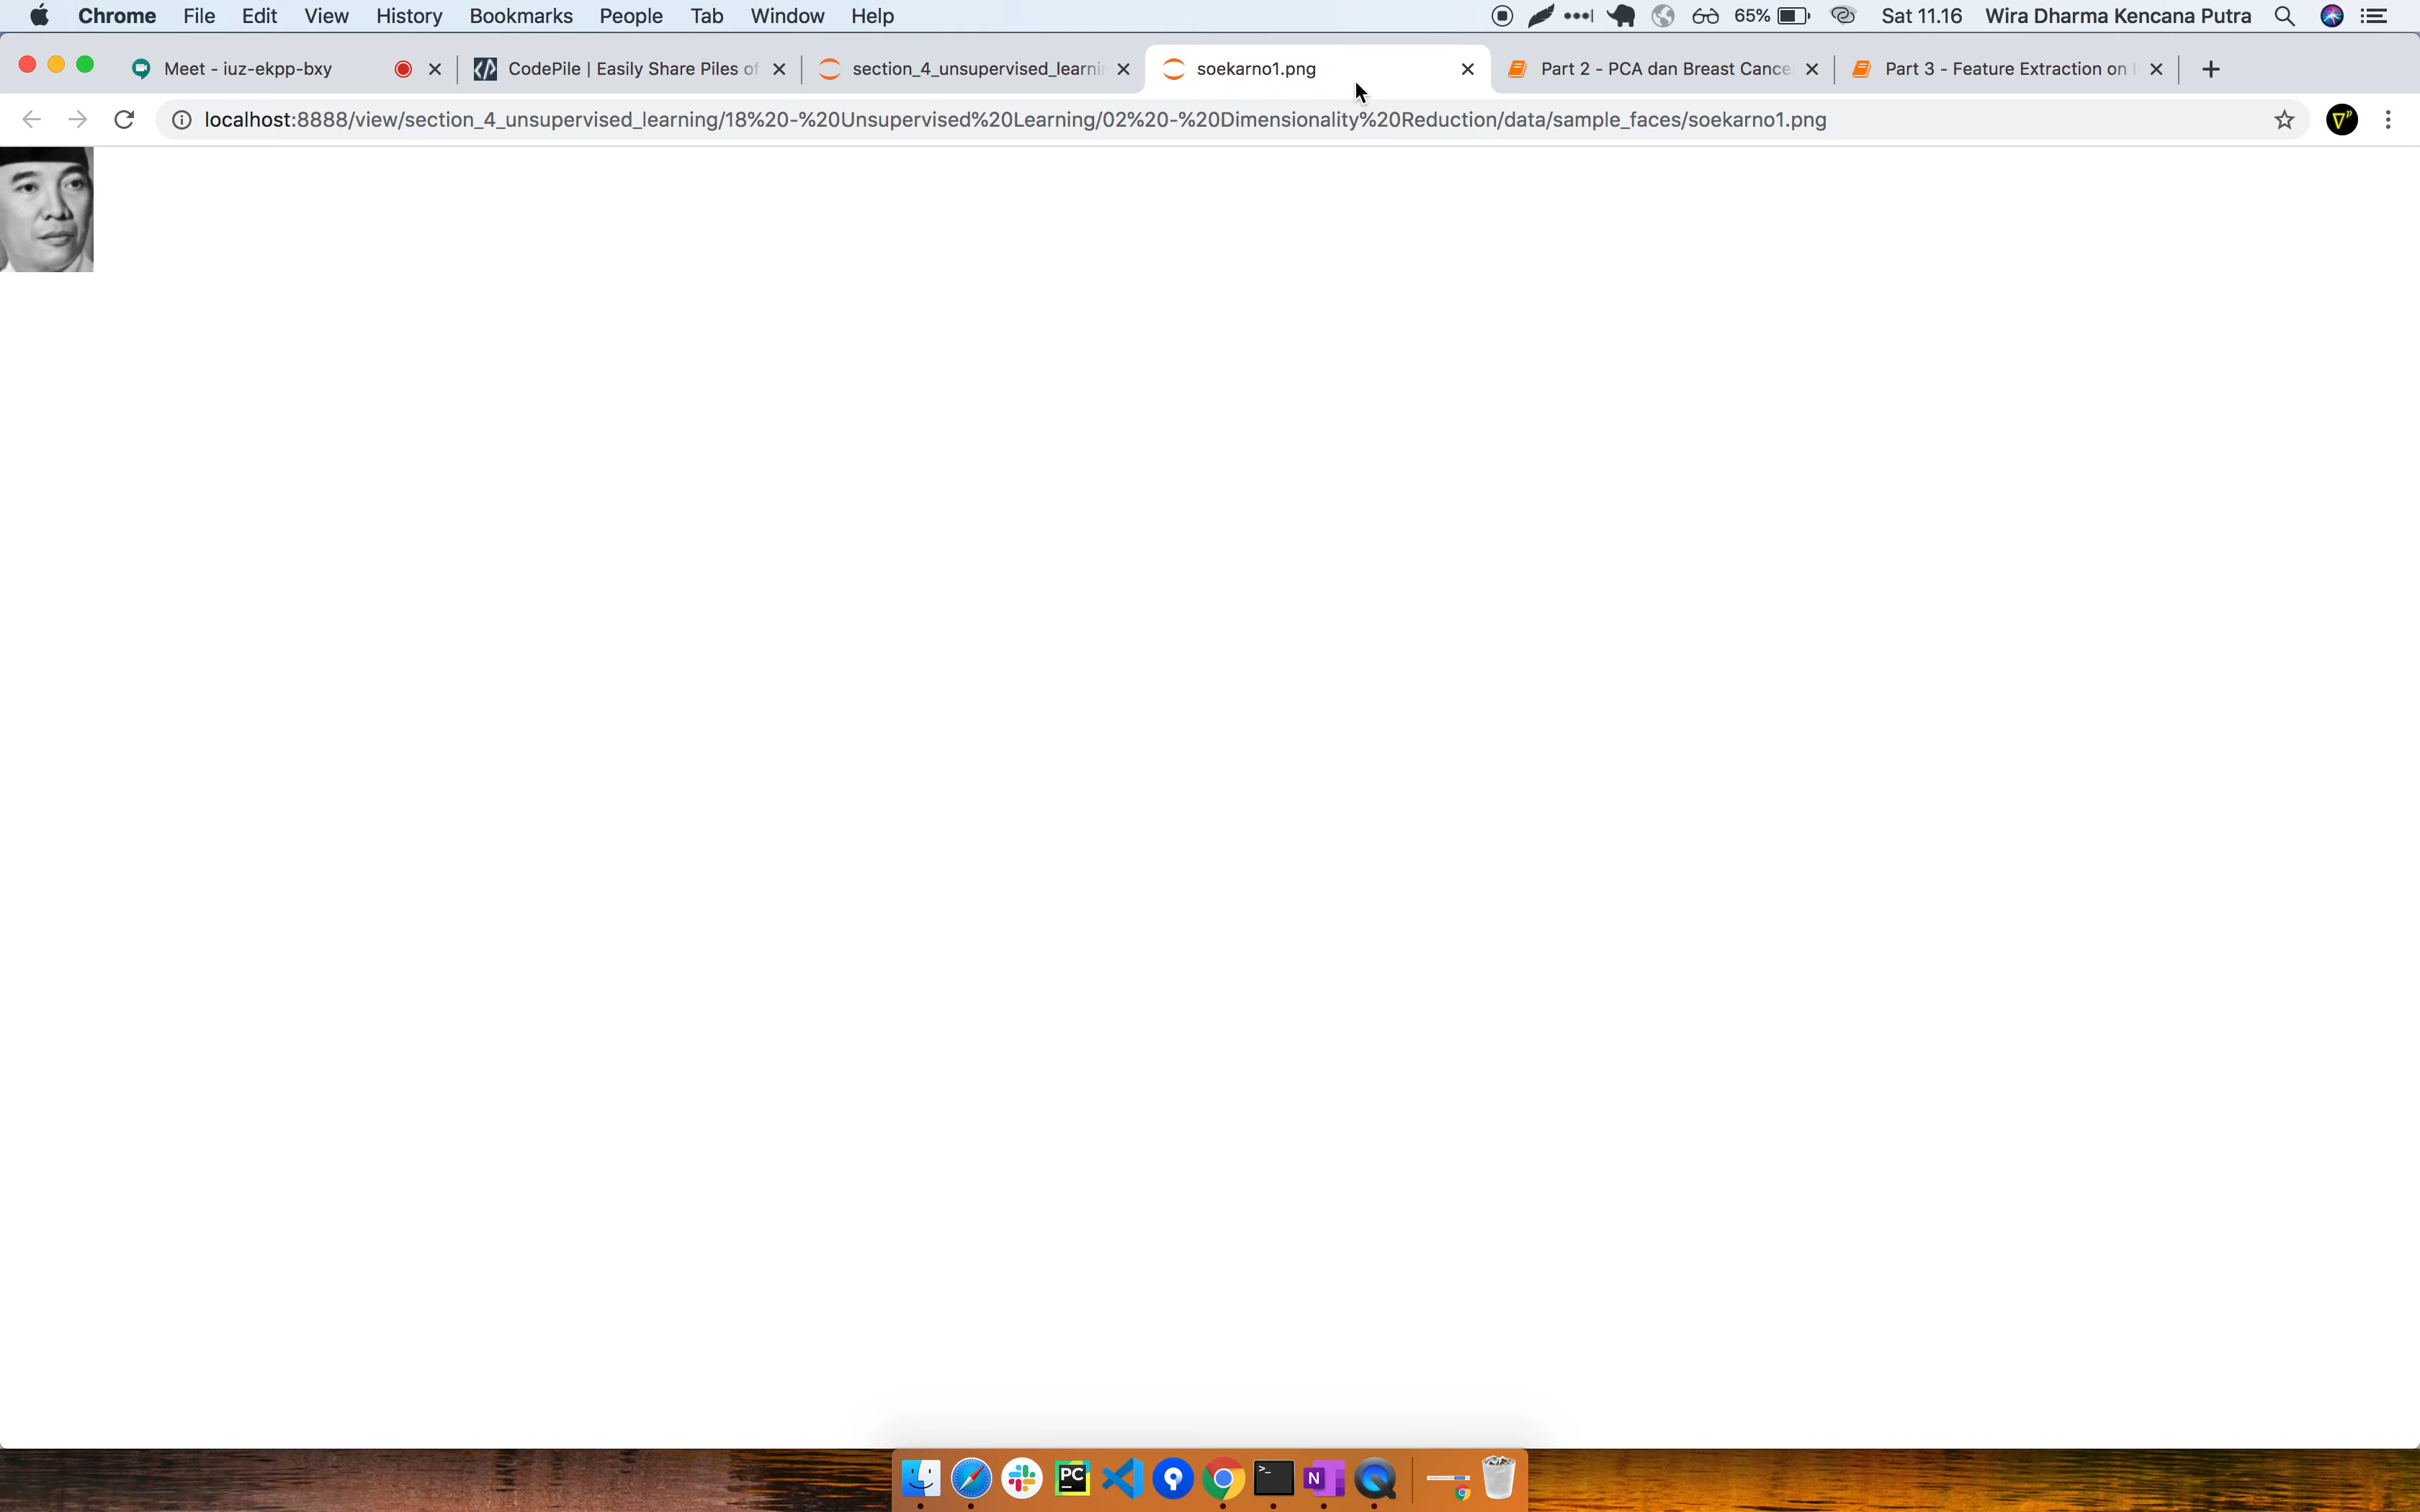 Chrome File Edit View History Bookmarks People Tab Window Help 65% Sat 11.16 Wira Dharma Kencana Putra
Meet - iuz-ekpp-bxy CodePile | Easily Share Piles of section_4_unsupervised_learni soekarno1.png Part 2 - PCA dan Breast Cance Part 3 - Feature Extraction on
localhost:8888/view/section_4_unsupervised_learning/18%20-%20Unsupervised%20Learning/02%20-%20Dimensionality%20Reduction/data/sample_faces/soekarno1.png
PC
N